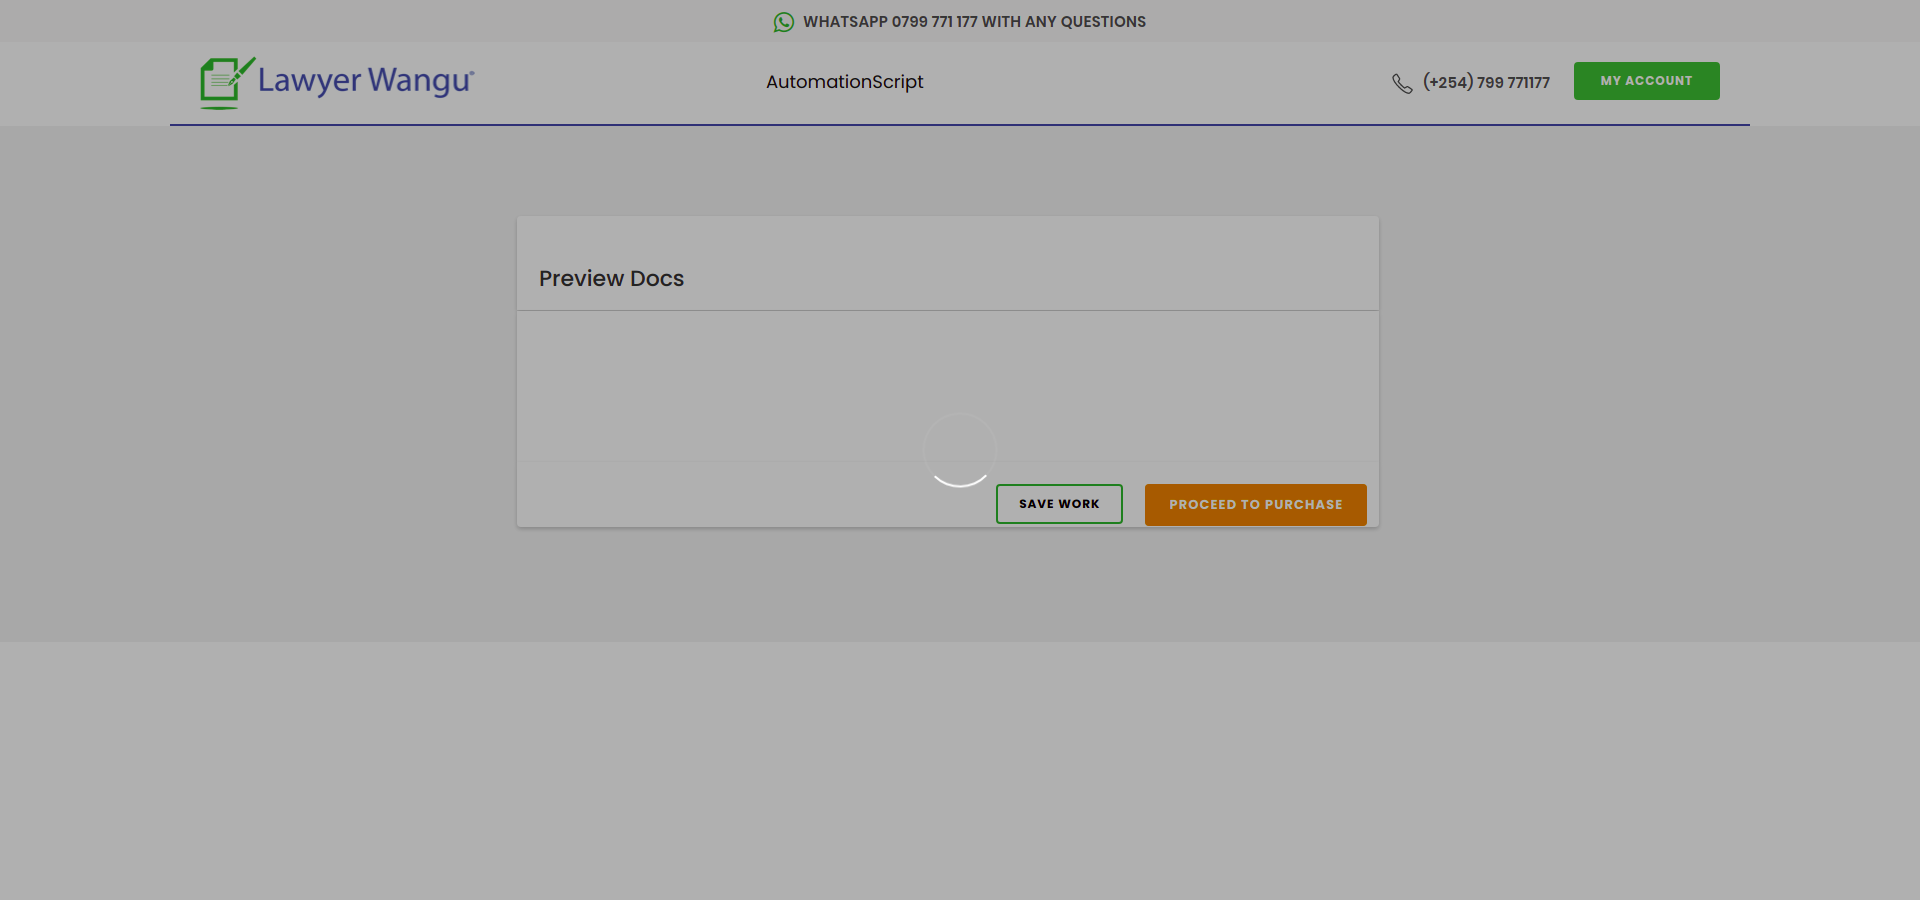 WHATSAPP 0799 771 177 WITH ANY QUESTIONS
Lawyer Wangu®
AutomationScript
(+254) 799 771177
MY ACCOUNT
Preview Docs
SAVE WORK
PROCEED TO PURCHASE